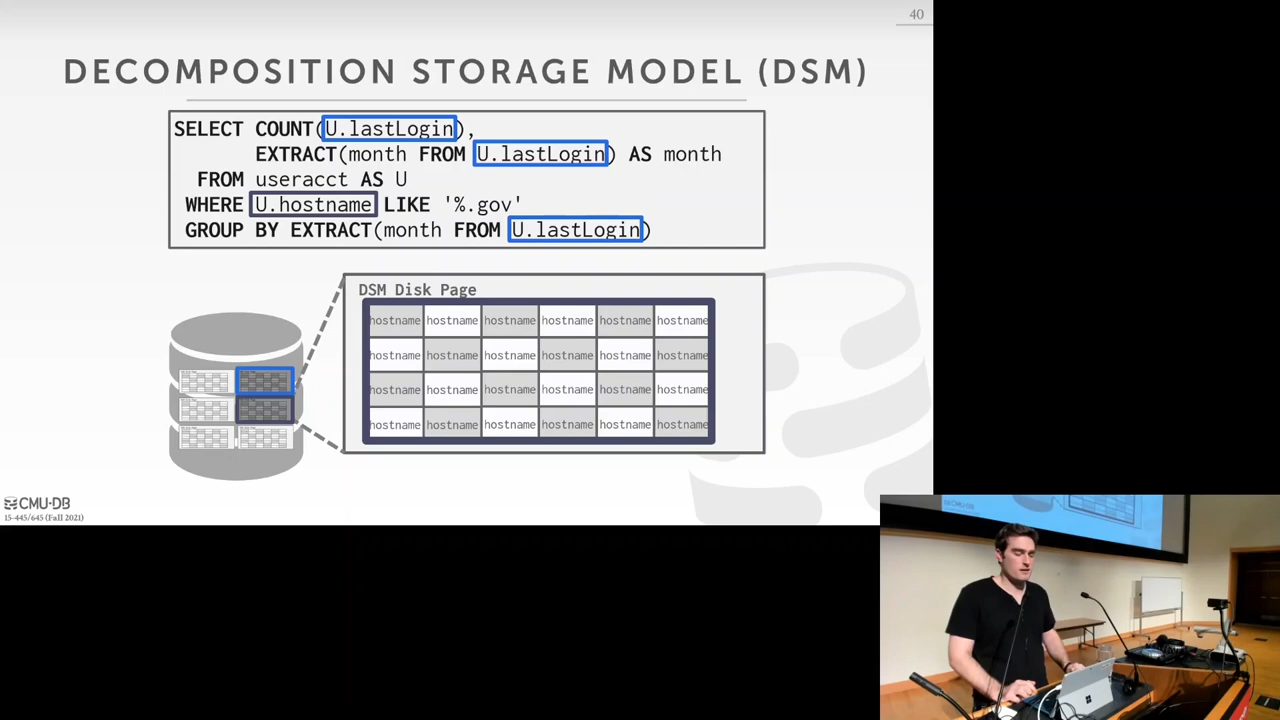 40
DECOMPOSITION STORAGE MODEL (DSM)
SELECT COUNT(U.lastLogin),
EXTRACT(month FROM U.lastLogin) AS month
FROM useracct AS U
WHERE U.hostname LIKE '%.gov'
GROUP BY EXTRACT(month FROM U.lastLogin)
DSM Disk Page
hostname hostname hostname hostname hostname hostname
hostname hostname hostname hostname hostname hostname
hostname hostname hostname hostname hostname hostname
hostname hostname hostname hostname hostname hostname
CMU·DB
15-445/645 (Fall 2021)